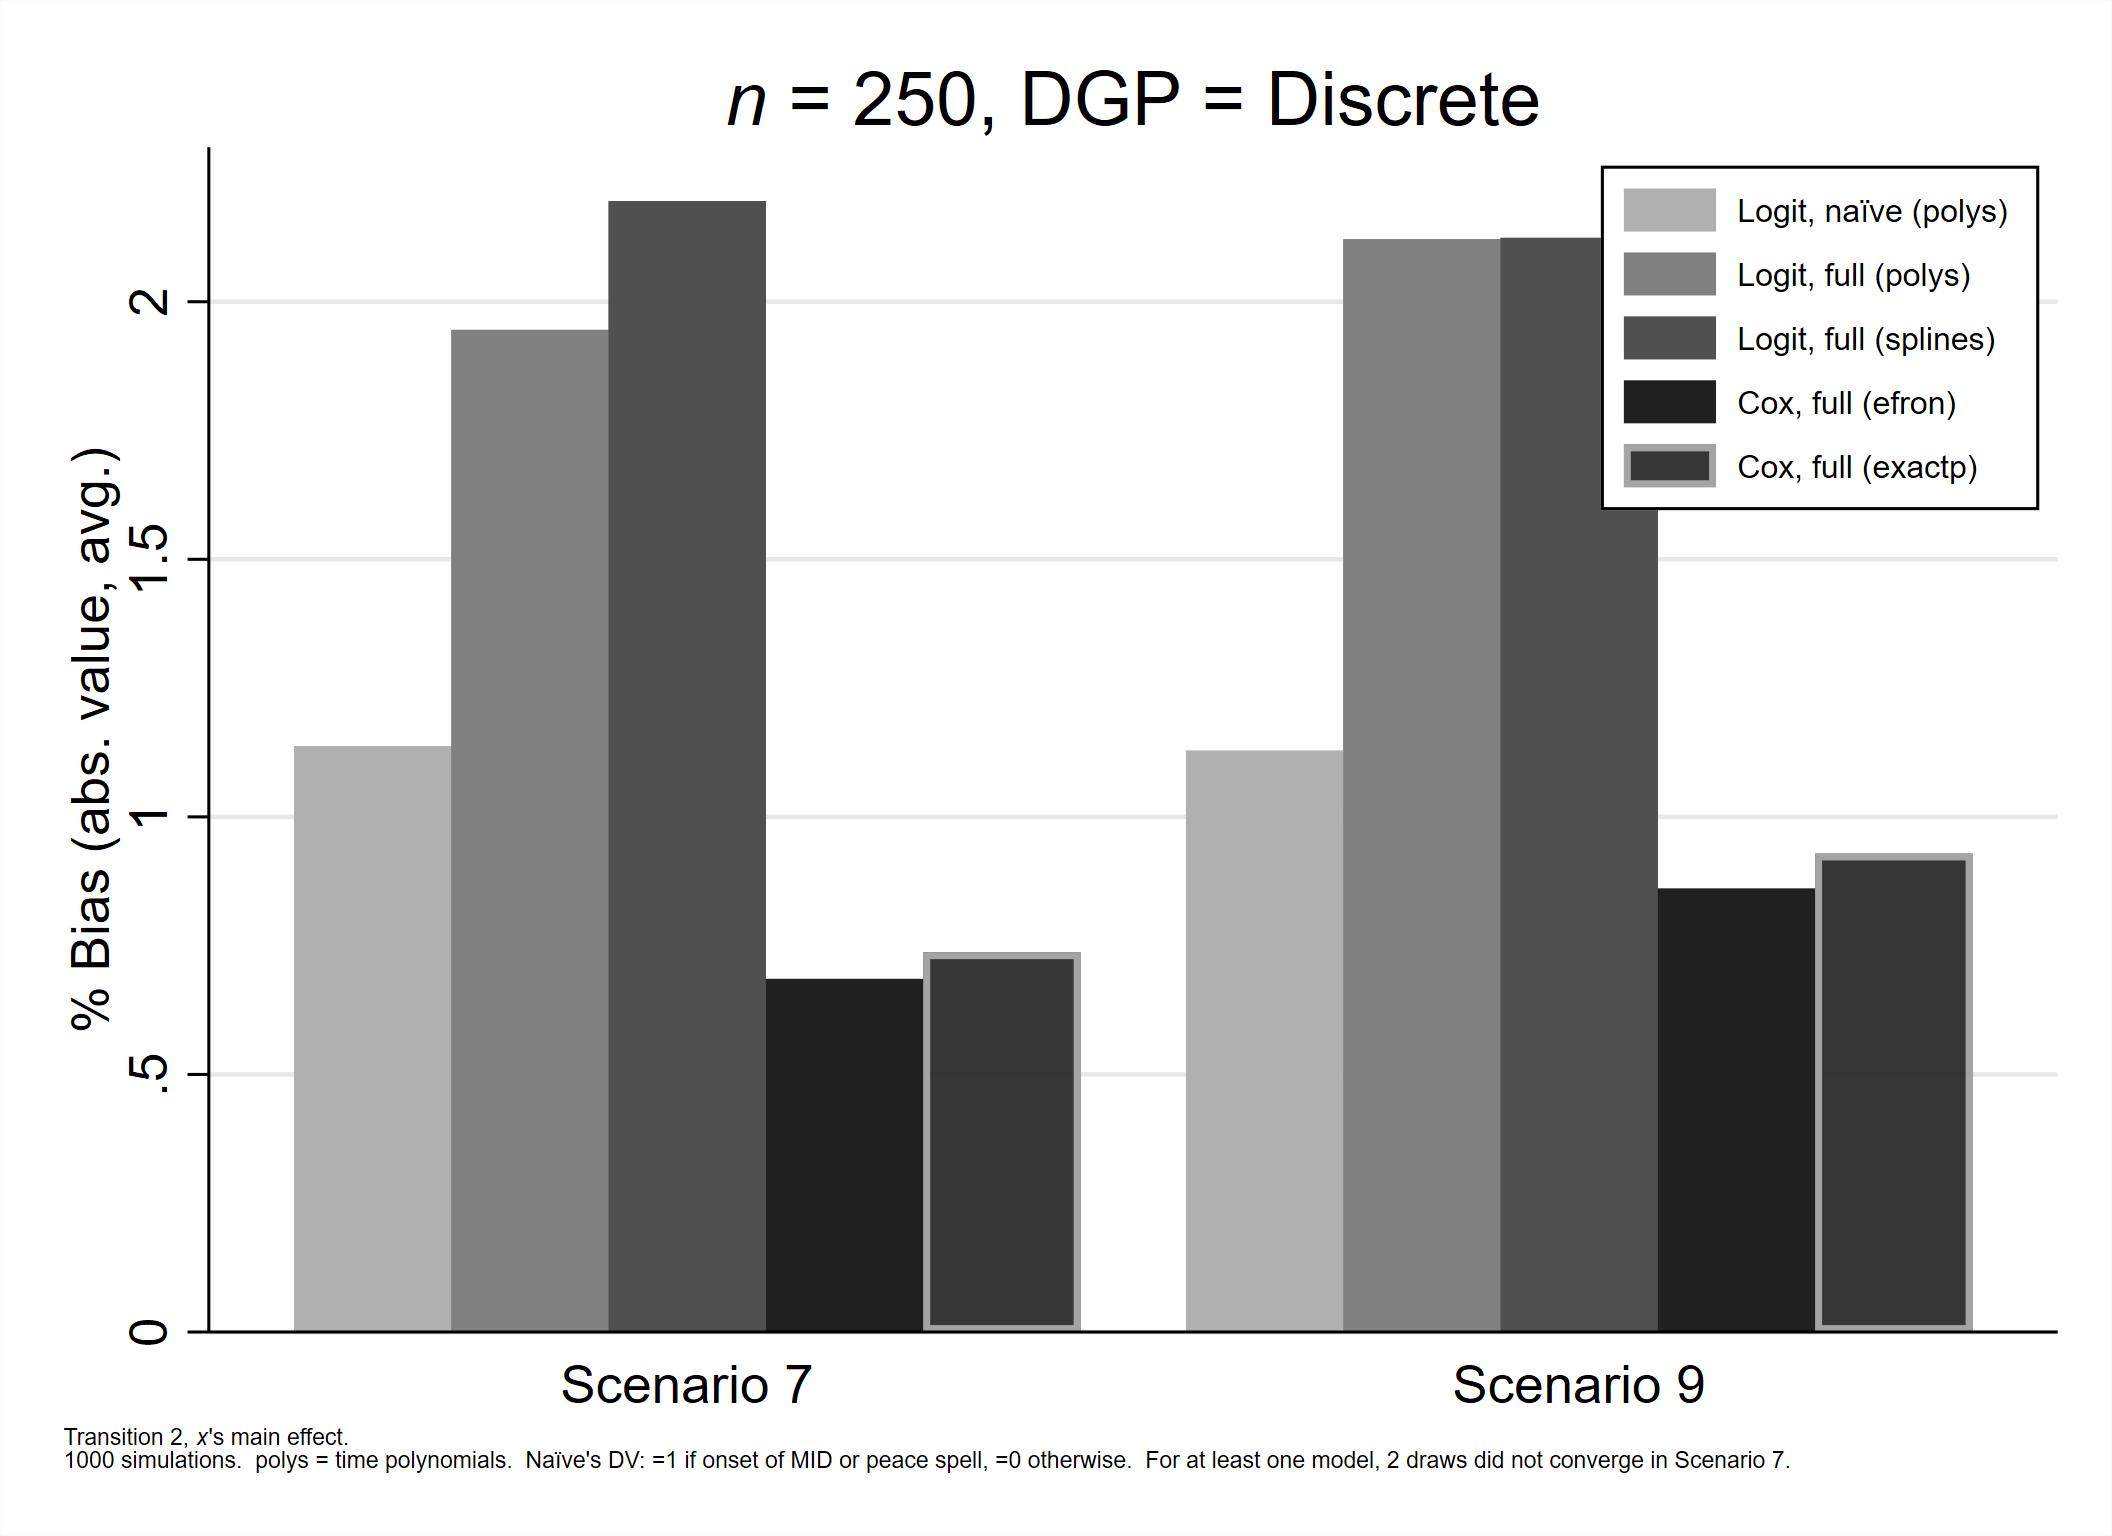 n = 250, DGP = Discrete
% Bias (abs. value, avg.)
2
1.5
1
.5
0
Logit, naïve (polys)
Logit, full (polys)
Logit, full (splines)
Cox, full (efron)
Cox, full (exactp)
Scenario 7
Scenario 9
Transition 2, x's main effect.
1000 simulations.  polys = time polynomials.  Naïve's DV: =1 if onset of MID or peace spell, =0 otherwise.  For at least one model, 2 draws did not converge in Scenario 7.